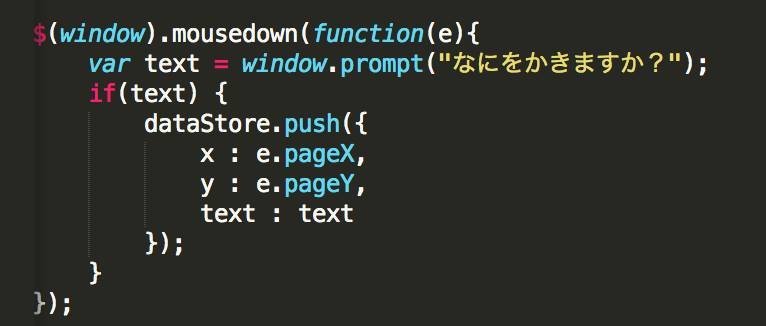 $(window).mousedown(function(e){
    var text = window.prompt("なにをかきますか？");
    if(text) {
        dataStore.push({
            x : e.pageX,
            y : e.pageY,
            text : text
        });
    }
});